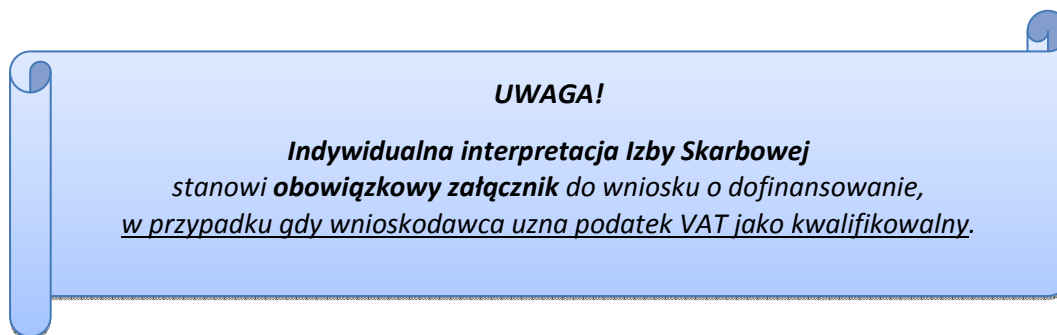 UWAGA!
Indywidualna interpretacja Izby Skarbowej
stanowi obowiązkowy załącznik do wniosku o dofinansowanie,
w przypadku gdy wnioskodawca uzna podatek VAT jako kwalifikowalny.